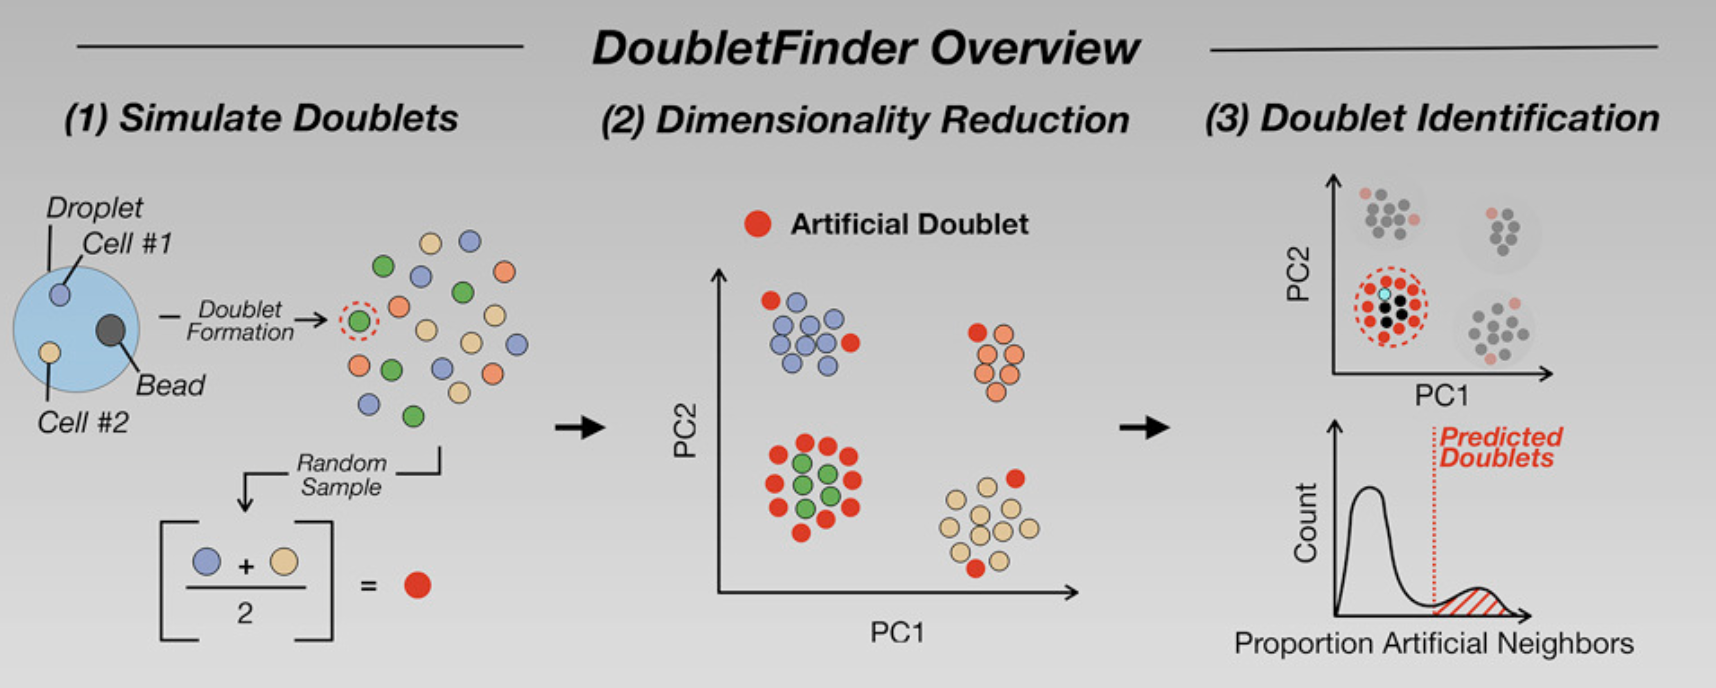 DoubletFinder Overview
(1) Simulate Doublets
Droplet
Cell #1
Doublet
Formation
Bead
Cell #2
Random
Sample
+
2
=
(2) Dimensionality Reduction
Artificial Doublet
PC2
PC1
(3) Doublet Identification
PC2
PC1
Predicted
Doublets
Count
Proportion Artificial Neighbors